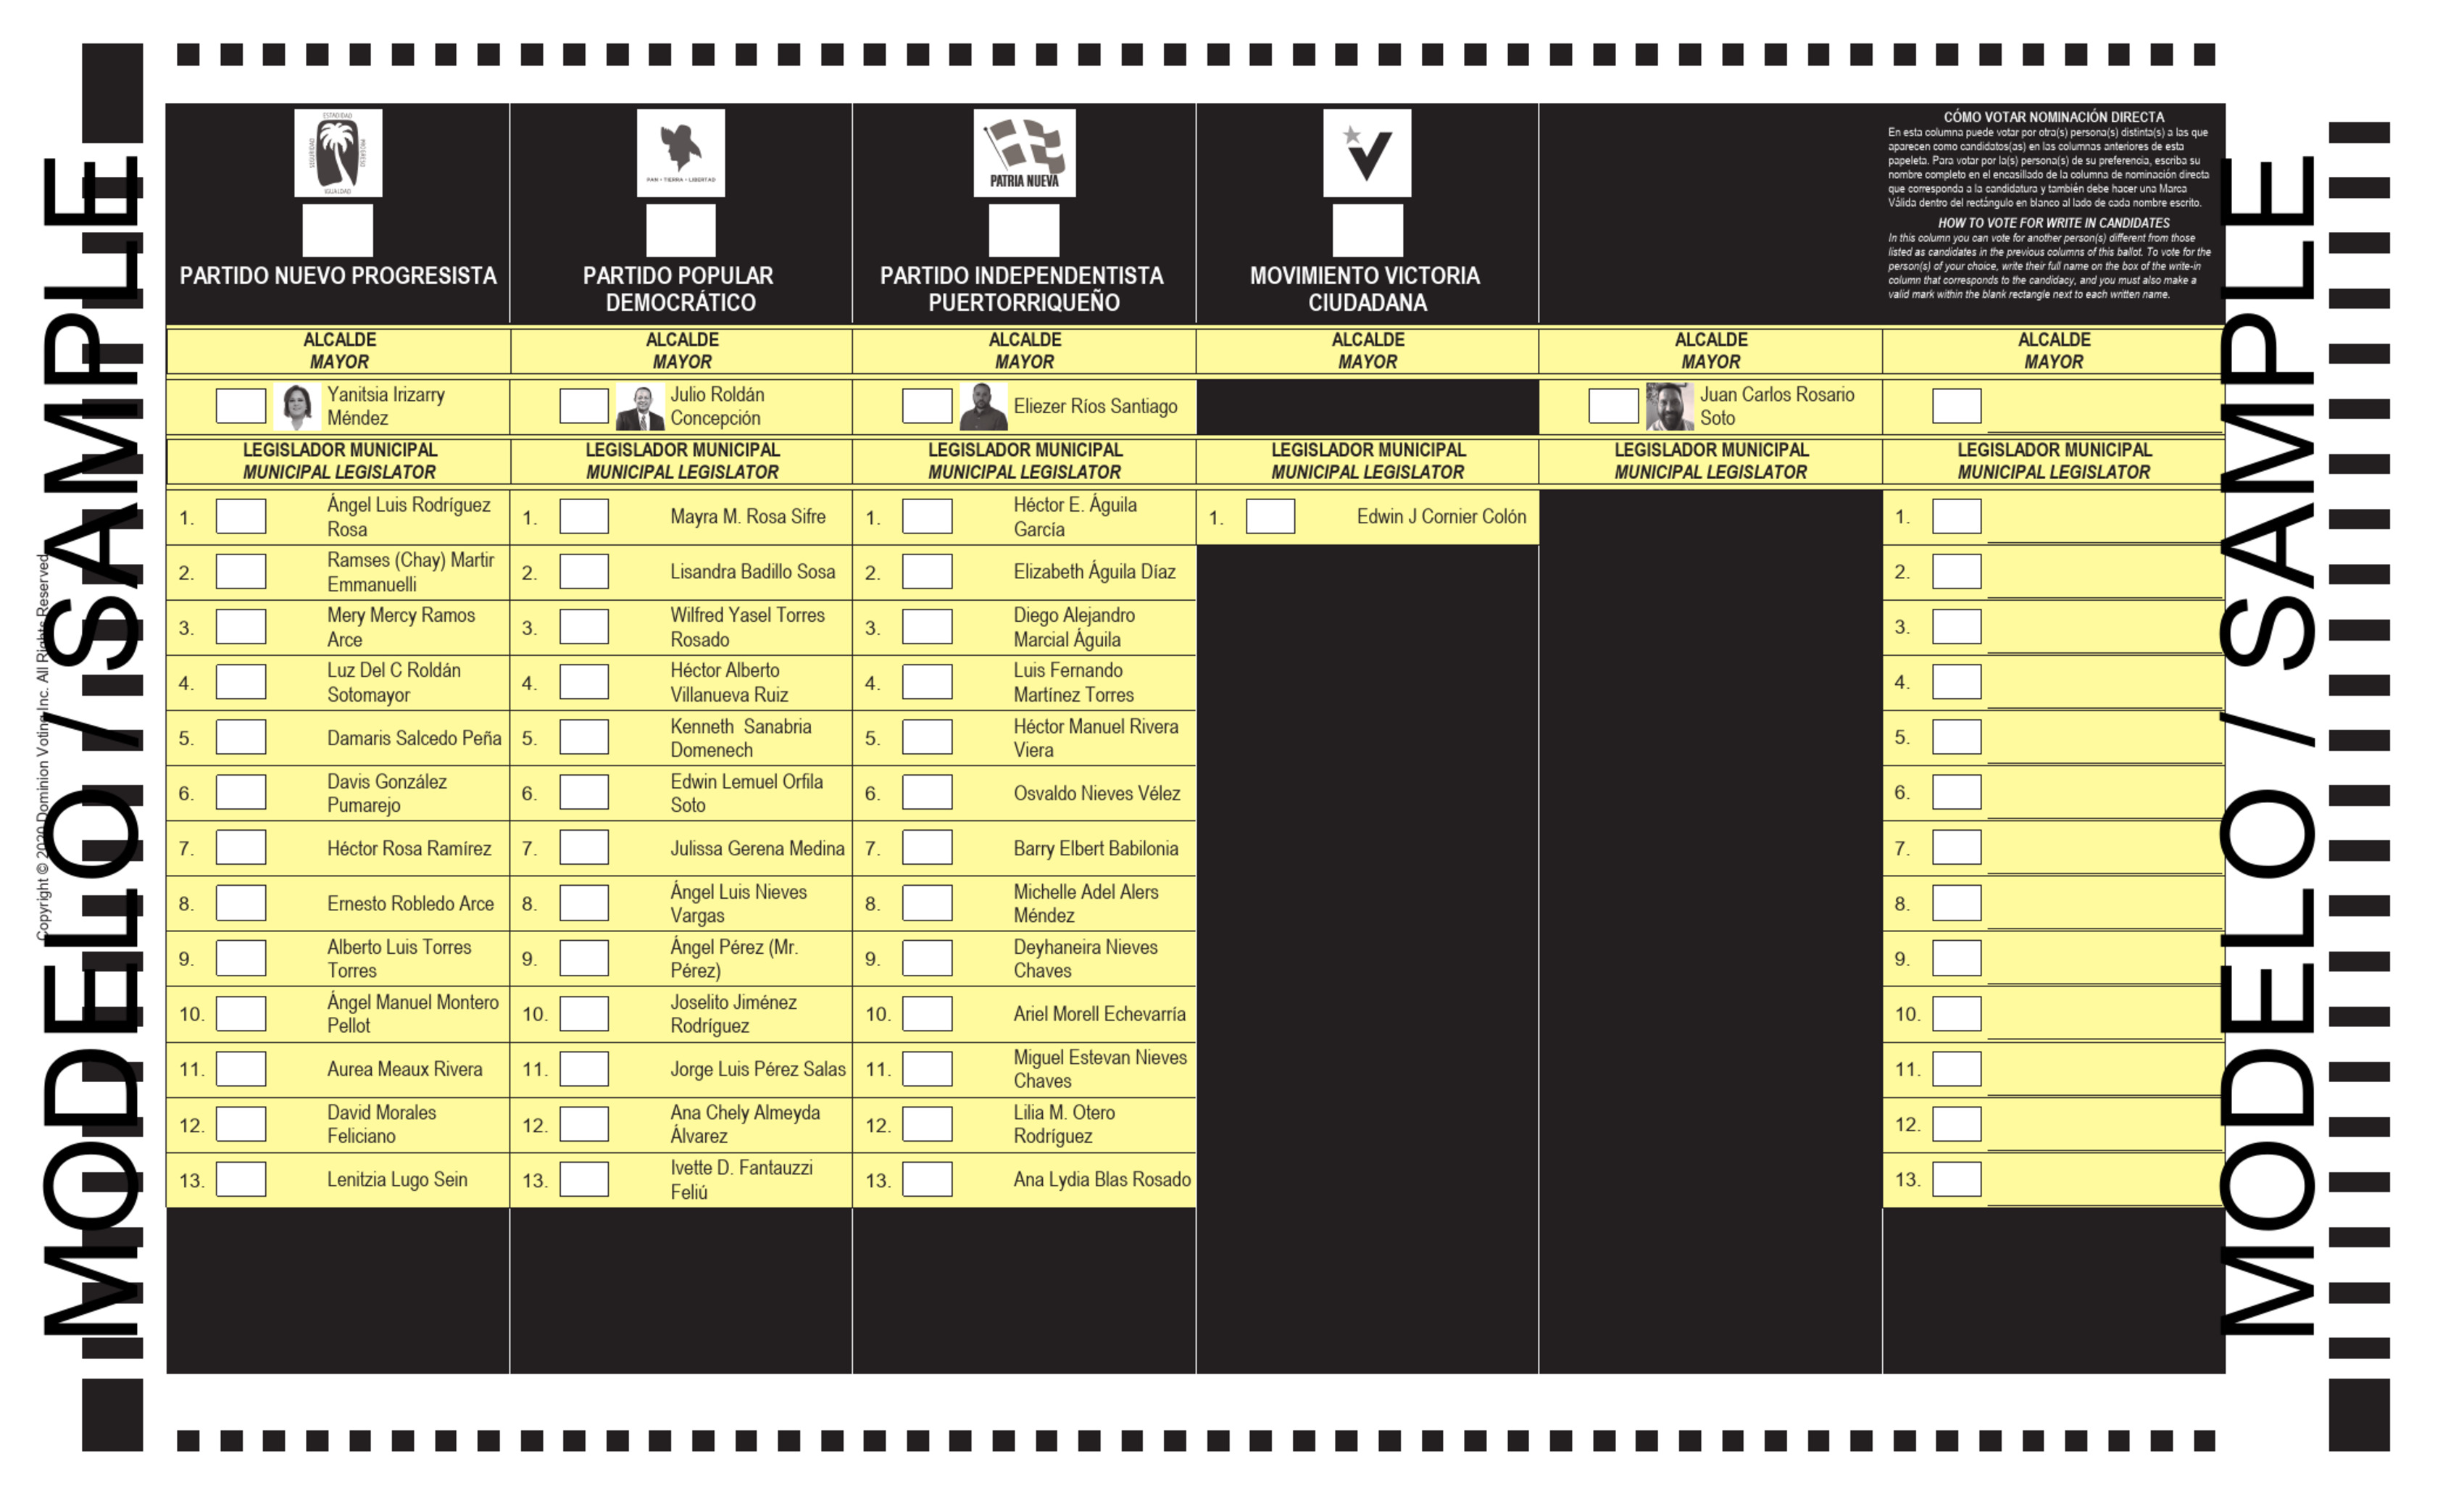 MODELO / SAMPLE
Copyright © 2020 Dominion Voting Inc. All Rights Reserved
ESTADIDAD
SEGURIDAD
PROGRESO
IGUALDAD
PARTIDO NUEVO PROGRESISTA
PAN • TIERRA • LIBERTAD
PARTIDO POPULAR
DEMOCRÁTICO
PATRIA NUEVA
PARTIDO INDEPENDENTISTA
PUERTORRIQUEÑO
MOVIMIENTO VICTORIA
CIUDADANA
CÓMO VOTAR NOMINACIÓN DIRECTA
En esta columna puede votar por otra(s) persona(s) distinta(s) a las que
aparecen como candidatos(as) en las columnas anteriores de esta
papeleta. Para votar por la(s) persona(s) de su preferencia, escriba su
nombre completo en el encasillado de la columna de nominación directa
que corresponda a la candidatura y también debe hacer una Marca
Válida dentro del rectángulo en blanco al lado de cada nombre escrito.
HOW TO VOTE FOR WRITE IN CANDIDATES
In this column you can vote for another person(s) different from those
listed as candidates in the previous columns of this ballot. To vote for the
person(s) of your choice, write their full name on the box of the write-in
column that corresponds to the candidacy, and you must also make a
valid mark within the blank rectangle next to each written name.
ALCALDE
MAYOR
Yanitsia Irizarry
Méndez
LEGISLADOR MUNICIPAL
MUNICIPAL LEGISLATOR
1. Ángel Luis Rodríguez
Rosa
2. Ramses (Chay) Martir
Emmanuelli
3. Mery Mercy Ramos
Arce
4. Luz Del C Roldán
Sotomayor
5. Damaris Salcedo Peña
6. Davis González
Pumarejo
7. Héctor Rosa Ramírez
8. Ernesto Robledo Arce
9. Alberto Luis Torres
Torres
10. Ángel Manuel Montero
Pellot
11. Aurea Meaux Rivera
12. David Morales
Feliciano
13. Lenitzia Lugo Sein
ALCALDE
MAYOR
Julio Roldán
Concepción
LEGISLADOR MUNICIPAL
MUNICIPAL LEGISLATOR
1. Mayra M. Rosa Sifre
2. Lisandra Badillo Sosa
3. Wilfred Yasel Torres
Rosado
4. Héctor Alberto
Villanueva Ruiz
5. Kenneth Sanabria
Domenech
6. Edwin Lemuel Orfila
Soto
7. Julissa Gerena Medina
8. Ángel Luis Nieves
Vargas
9. Ángel Pérez (Mr.
Pérez)
10. Joselito Jiménez
Rodríguez
11. Jorge Luis Pérez Salas
12. Ana Chely Almeyda
Álvarez
13. Ivette D. Fantauzzi
Feliú
ALCALDE
MAYOR
Eliezer Ríos Santiago
LEGISLADOR MUNICIPAL
MUNICIPAL LEGISLATOR
1. Héctor E. Águila
García
2. Elizabeth Águila Díaz
3. Diego Alejandro
Marcial Águila
4. Luis Fernando
Martínez Torres
5. Héctor Manuel Rivera
Viera
6. Osvaldo Nieves Vélez
7. Barry Elbert Babilonia
8. Michelle Adel Alers
Méndez
9. Deyhaneira Nieves
Chaves
10. Ariel Morell Echevarría
11. Miguel Estevan Nieves
Chaves
12. Lilia M. Otero
Rodríguez
13. Ana Lydia Blas Rosado
ALCALDE
MAYOR
LEGISLADOR MUNICIPAL
MUNICIPAL LEGISLATOR
1. Edwin J Cornier Colón
ALCALDE
MAYOR
Juan Carlos Rosario
Soto
LEGISLADOR MUNICIPAL
MUNICIPAL LEGISLATOR
ALCALDE
MAYOR
LEGISLADOR MUNICIPAL
MUNICIPAL LEGISLATOR
1.
2.
3.
4.
5.
6.
7.
8.
9.
10.
11.
12.
13.
MODELO / SAMPLE